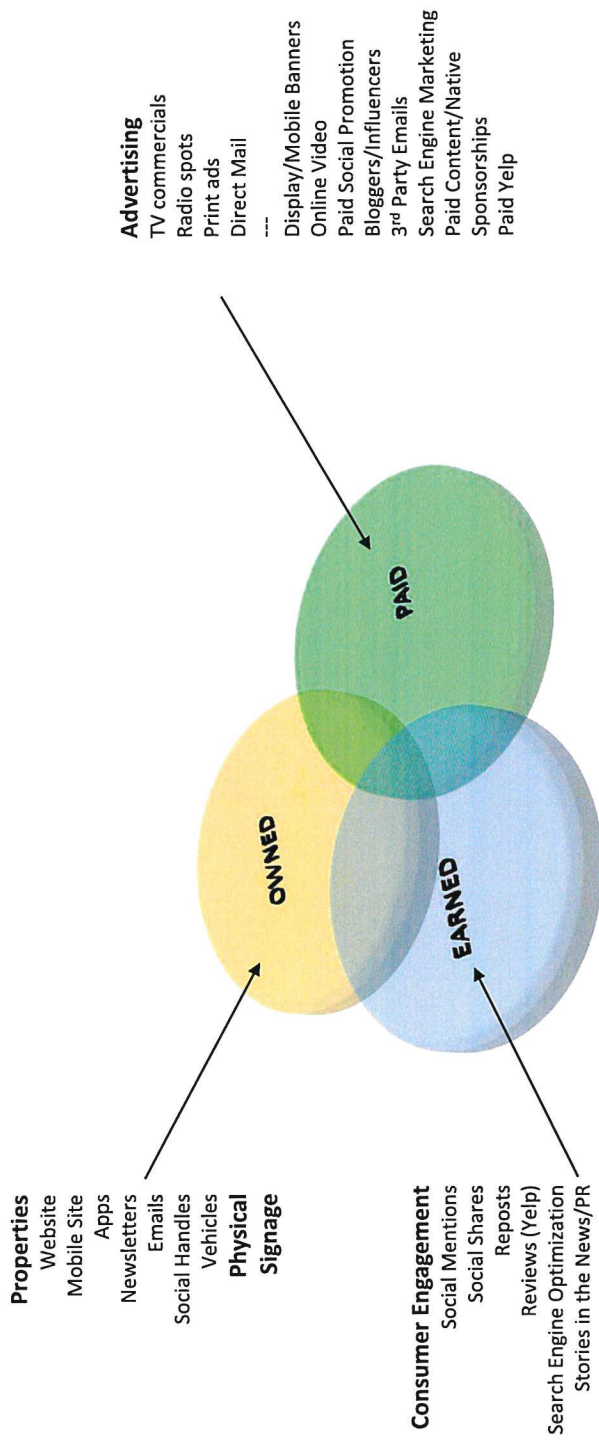 Properties
Website
Mobile Site
Apps
Newsletters
Emails
Social Handles
Vehicles
Physical
Signage
OWNED
Advertising
TV commercials
Radio spots
Print ads
Direct Mail
---
Display/Mobile Banners
Online Video
Paid Social Promotion
Bloggers/Influencers
3rd Party Emails
Search Engine Marketing
Paid Content/Native
Sponsorships
Paid Yelp
PAID
EARNED
Consumer Engagement
Social Mentions
Social Shares
Reposts
Reviews (Yelp)
Search Engine Optimization
Stories in the News/PR